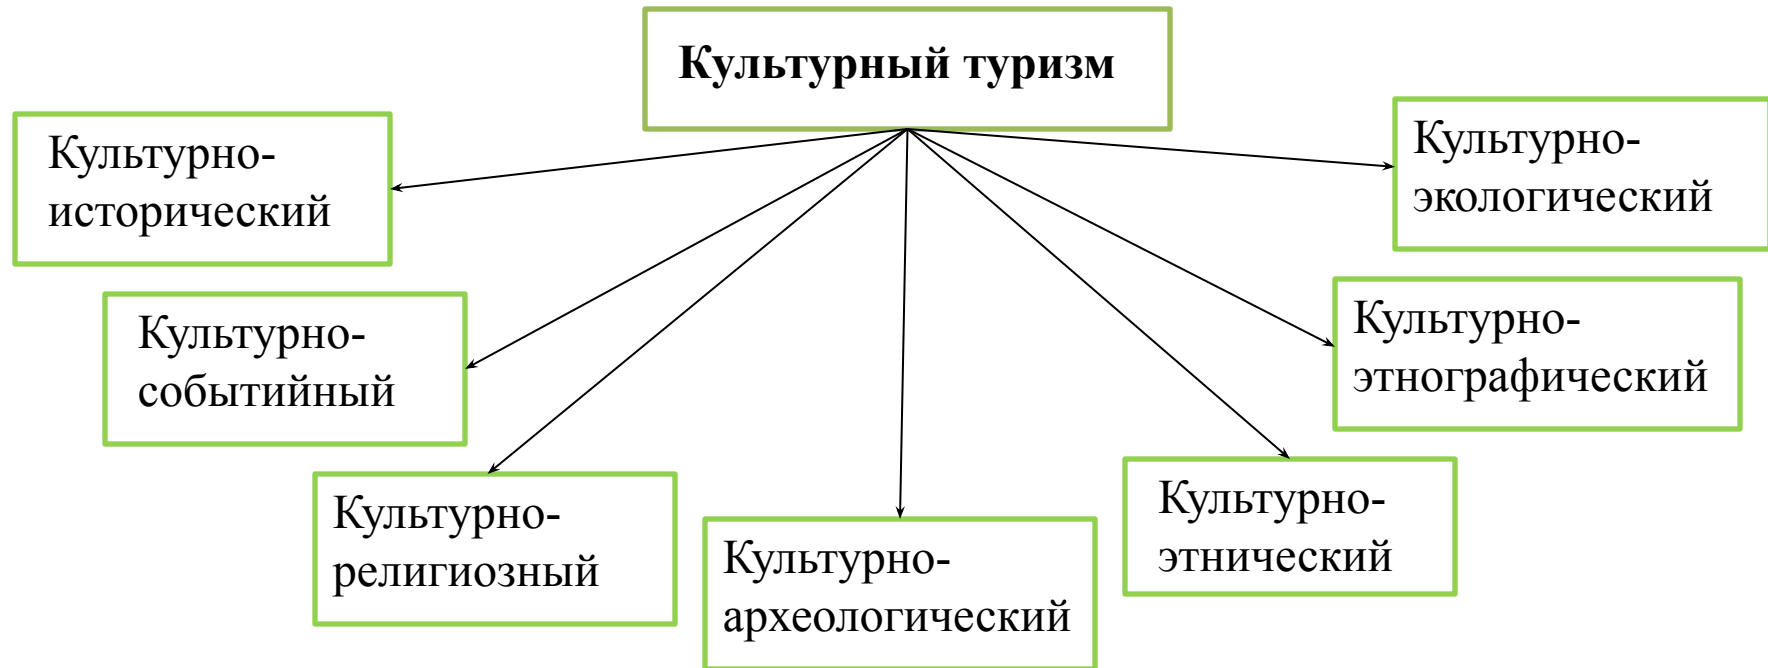 Культурный туризм
Культурно-
исторический
Культурно-
событийный
Культурно-
религиозный
Культурно-
археологический
Культурно-
этнический
Культурно-
этнографический
Культурно-
экологический